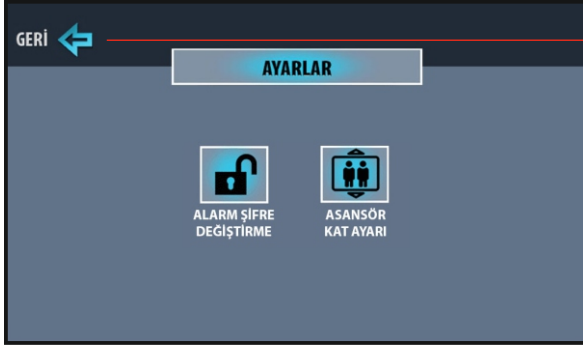 GERİ
AYARLAR
ALARM ŞİFRE
DEĞİŞTİRME
ASANSÖR
KAT AYARI